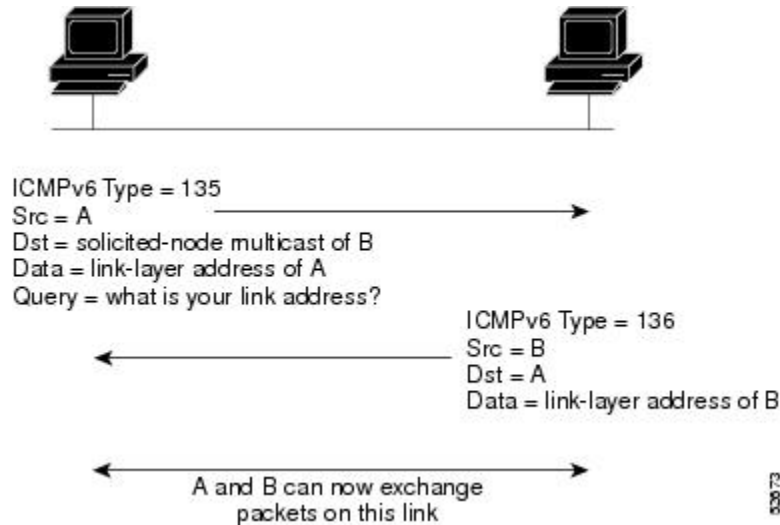 ICMPv6 Type = 135
Src = A
Dst = solicited-node multicast of B
Data = link-layer address of A
Query = what is your link address?
ICMPv6 Type = 136
Src = B
Dst = A
Data = link-layer address of B
A and B can now exchange
packets on this link